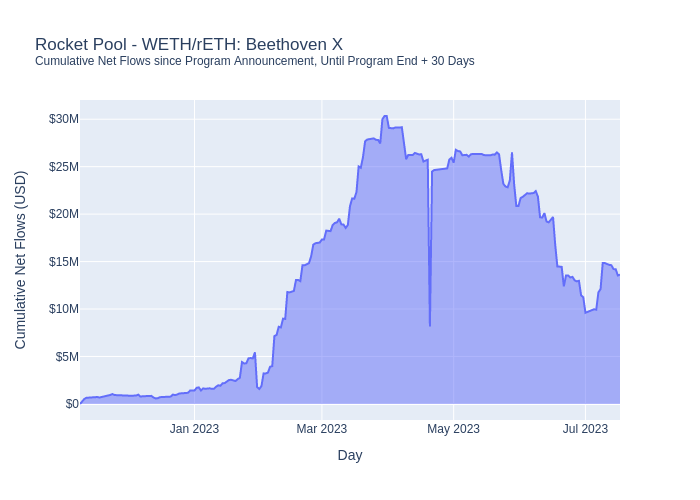 Rocket Pool - WETH/rETH: Beethoven X
Cumulative Net Flows since Program Announcement, Until Program End + 30 Days
Cumulative Net Flows (USD)
$30M
$25M
$20M
$15M
$10M
$5M
$0
Jan 2023
Mar 2023
May 2023
Jul 2023
Day